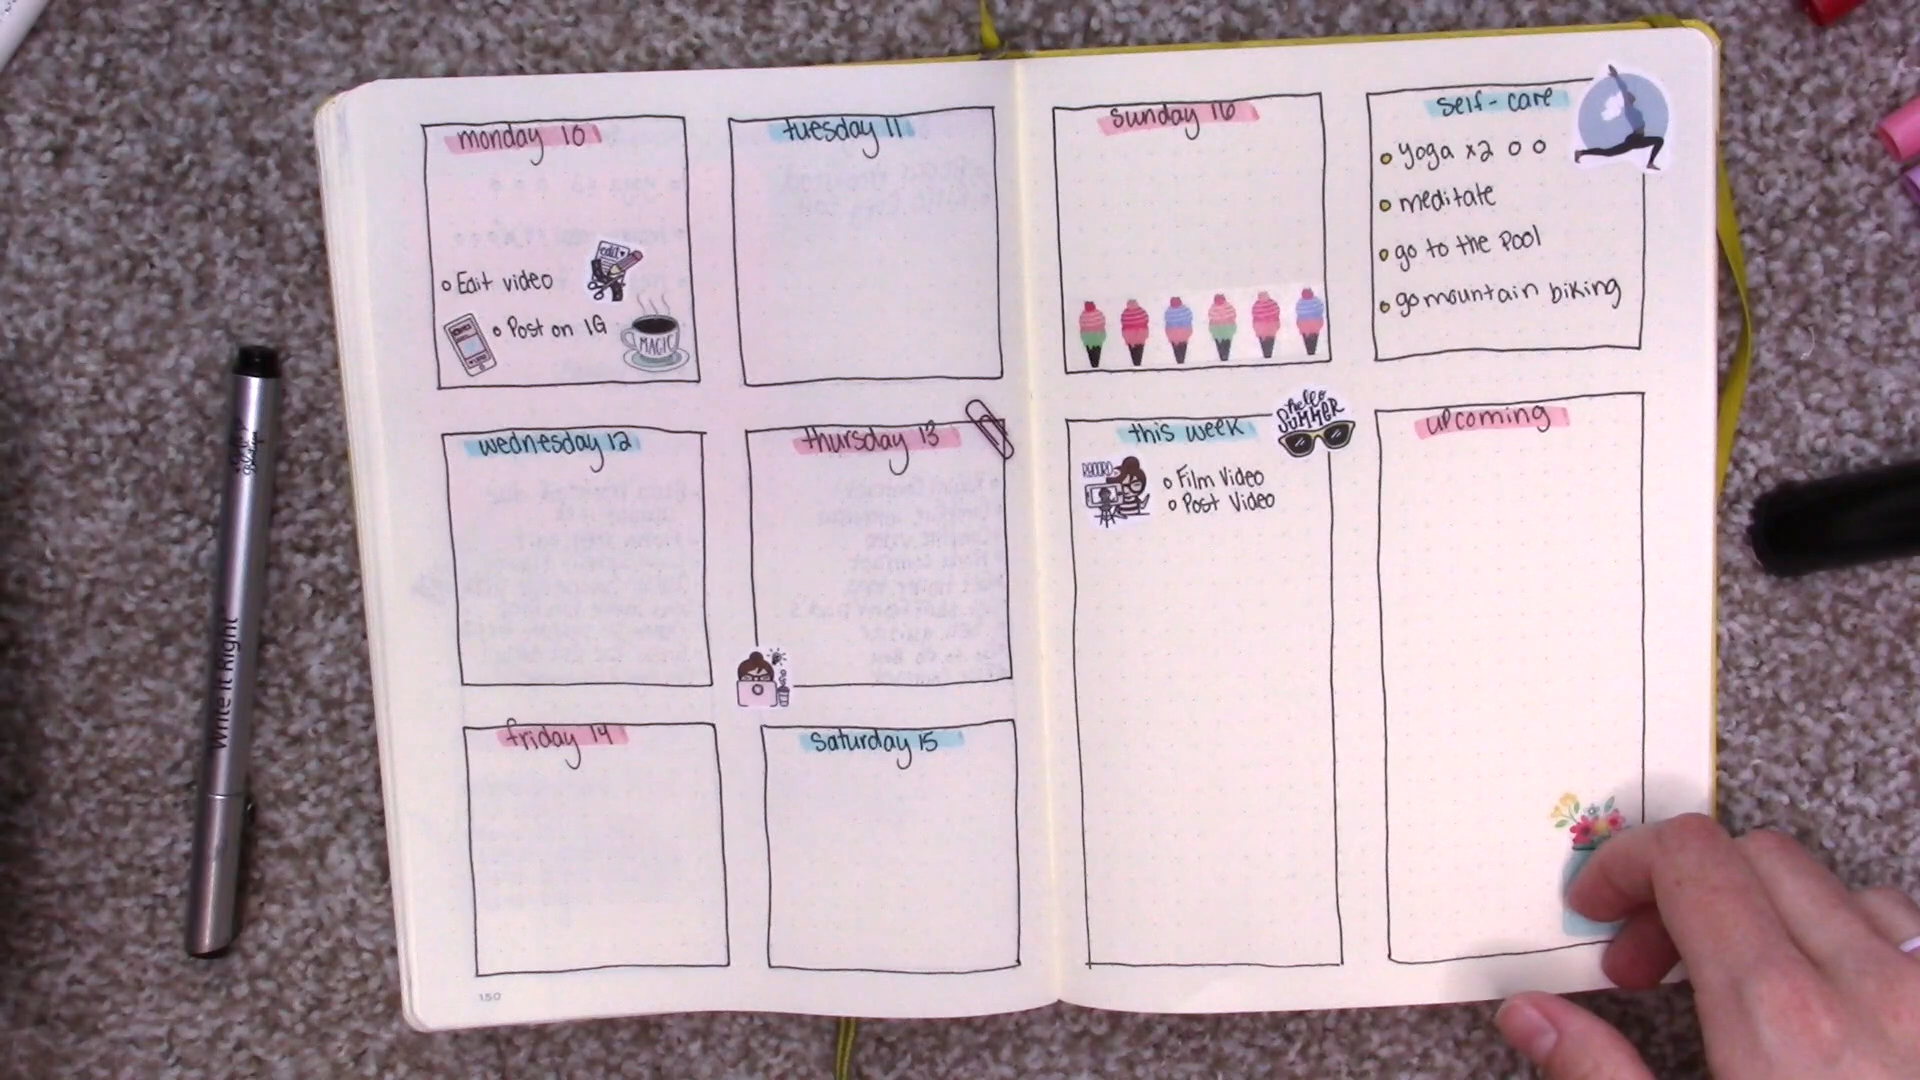 monday 10
edit
o Edit video
o Post on IG
MAGIC
tuesday 11
wednesday 12
thursday 13
friday 14
saturday 15
150
sunday 16
self-care
yoga x2 o o
meditate
go to the pool
go mountain biking
this week
hello
SUMMER
RECORD
o Film Video
o Post Video
upcoming
Write it Right